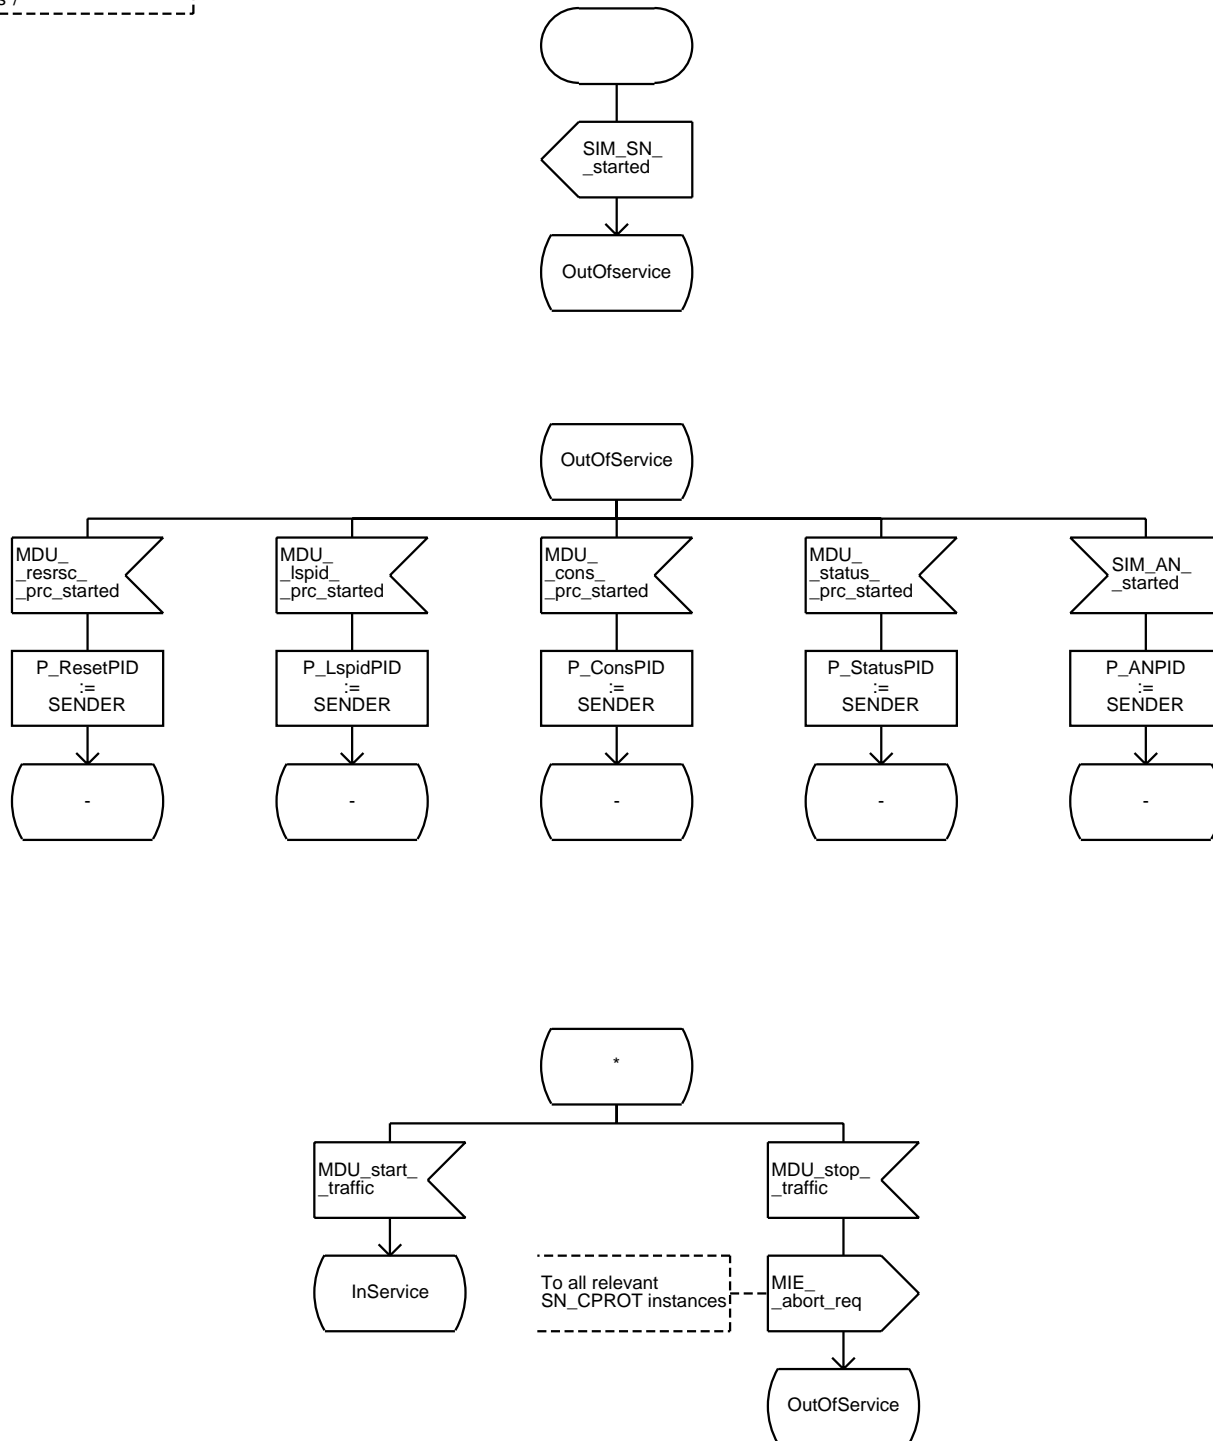 SIM_SN_
_started
OutOfservice
OutOfService
MDU_
_resrsc_
_prc_started
MDU_
_lspid_
_prc_started
MDU_
_cons_
_prc_started
MDU_
_status_
_prc_started
SIM_AN_
_started
P_ResetPID
:=
SENDER
P_LspidPID
:=
SENDER
P_ConsPID
:=
SENDER
P_StatusPID
:=
SENDER
P_ANPID
:=
SENDER
-
-
-
-
-
*
MDU_start_
_traffic
MDU_stop_
_traffic
InService
To all relevant
SN_CPROT instances
MIE_
_abort_req
OutOfService